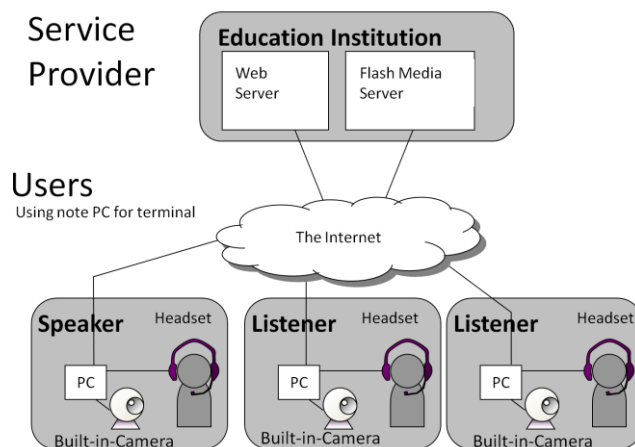 Service
Provider
Education Institution
Web
Server
Flash Media
Server
Users
Using note PC for terminal
The Internet
Speaker
Headset
PC
Built-in-Camera
Listener
Headset
PC
Built-in-Camera
Listener
Headset
PC
Built-in-Camera